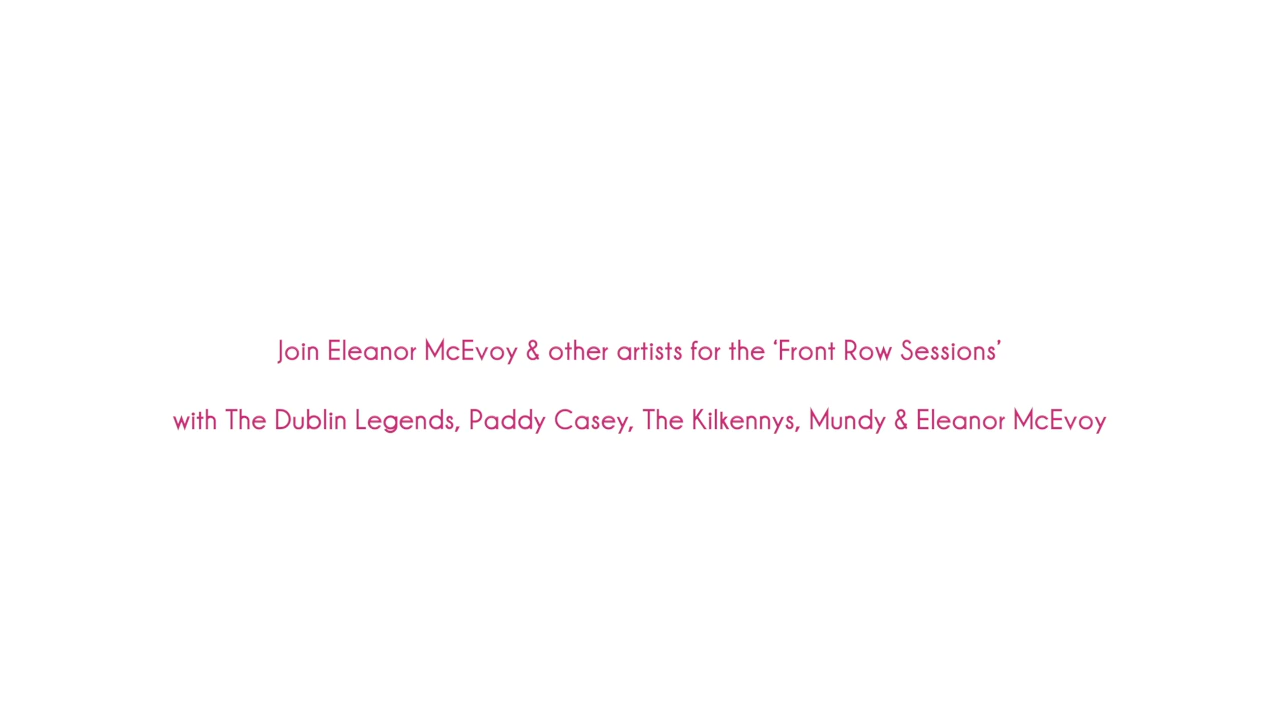 Join Eleanor McEvoy & other artists for the ‘Front Row Sessions’
with The Dublin Legends, Paddy Casey, The Kilkennys, Mundy & Eleanor McEvoy